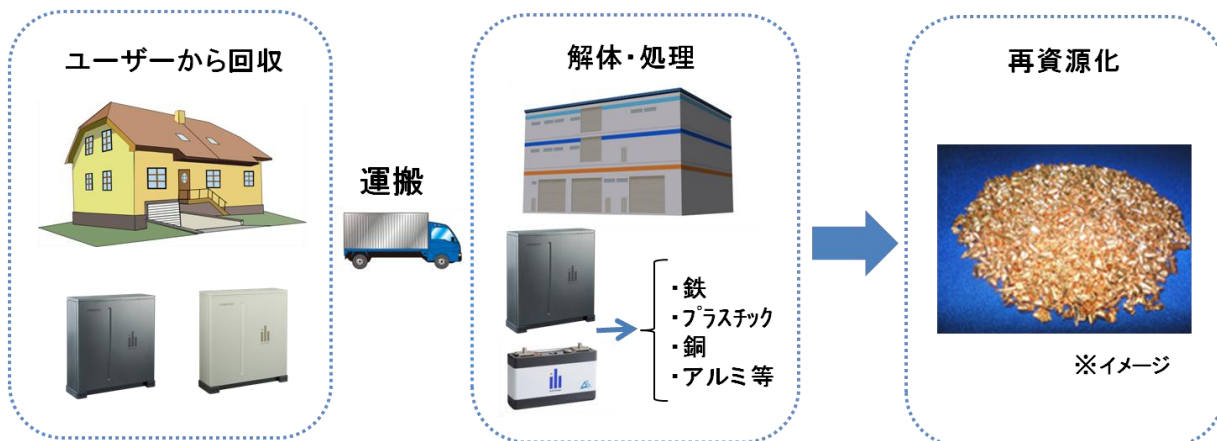 ユーザーから回収
運搬
解体・処理
・鉄
・プラスチック
・銅
・アルミ等
再資源化
※イメージ